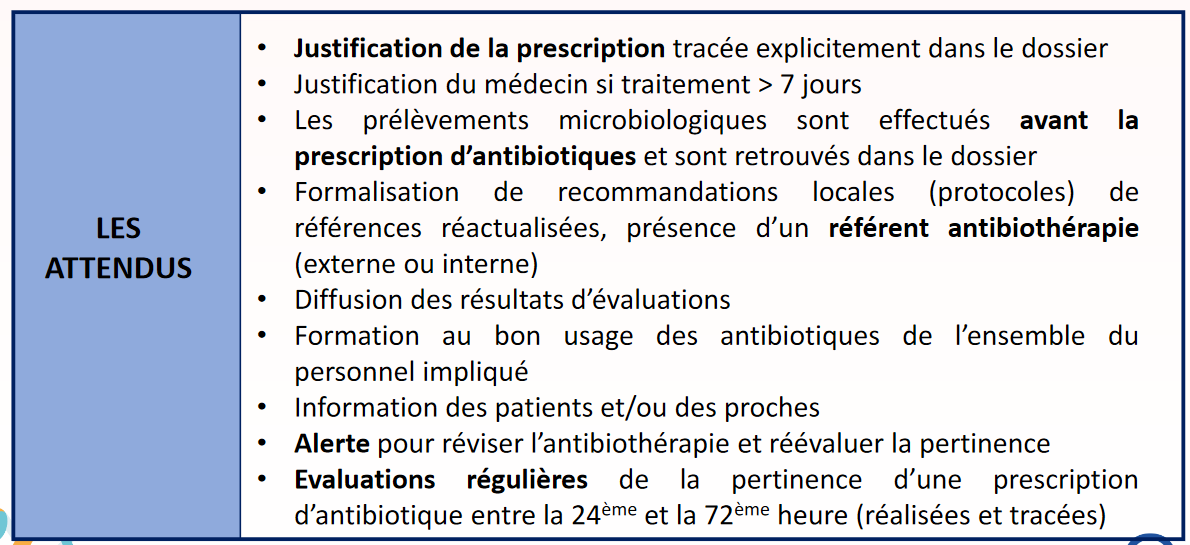 LES
ATTENDUS
• Justification de la prescription tracée explicitement dans le dossier
• Justification du médecin si traitement > 7 jours
• Les prélèvements microbiologiques sont effectués avant la
prescription d’antibiotiques et sont retrouvés dans le dossier
• Formalisation de recommandations locales (protocoles) de
références réactualisées, présence d’un référent antibiothérapie
(externe ou interne)
• Diffusion des résultats d’évaluations
• Formation au bon usage des antibiotiques de l’ensemble du
personnel impliqué
• Information des patients et/ou des proches
• Alerte pour réviser l’antibiothérapie et réévaluer la pertinence
• Evaluations régulières de la pertinence d’une prescription
d’antibiotique entre la 24ème et la 72ème heure (réalisées et tracées)